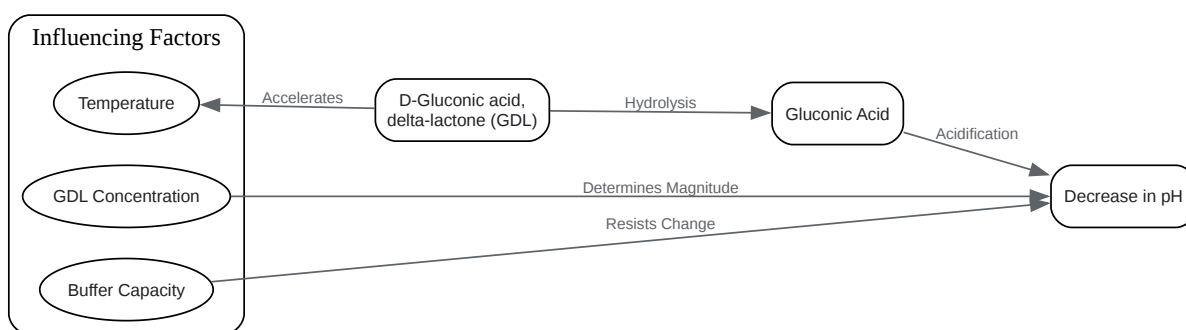 Influencing Factors
Temperature
Accelerates
D-Gluconic acid,
delta-lactone (GDL)
Hydrolysis
Gluconic Acid
Acidification
GDL Concentration
Determines Magnitude
Decrease in pH
Resists Change
Buffer Capacity